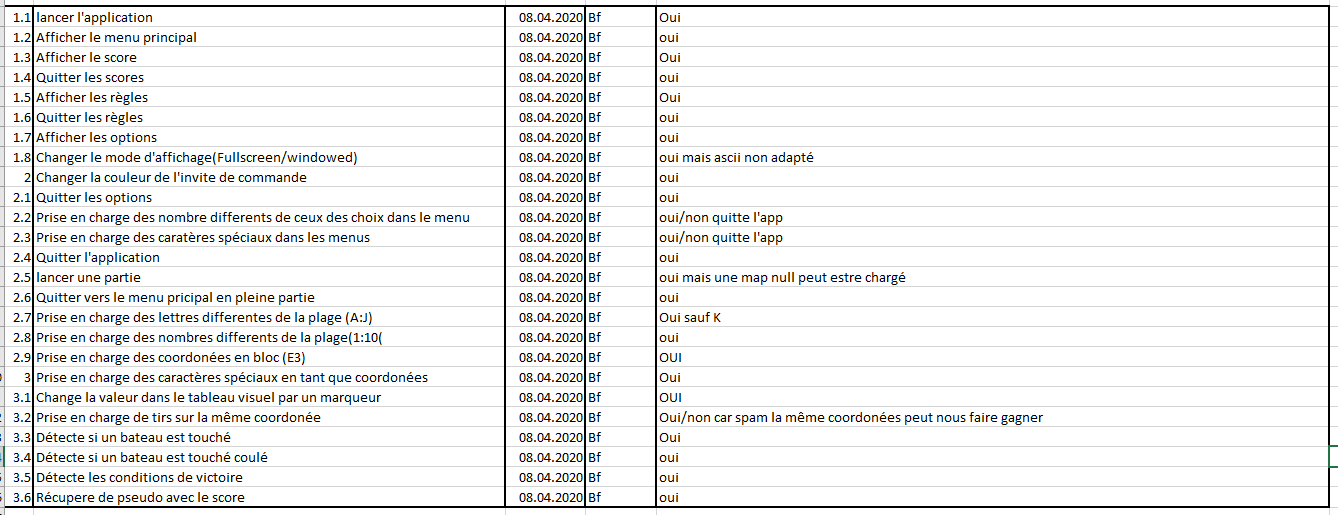 1.1 lancer l'application 08.04.2020 Bf Oui
1.2 Afficher le menu principal 08.04.2020 Bf oui
1.3 Afficher le score 08.04.2020 Bf Oui
1.4 Quitter les scores 08.04.2020 Bf oui
1.5 Afficher les règles 08.04.2020 Bf Oui
1.6 Quitter les règles 08.04.2020 Bf oui
1.7 Afficher les options 08.04.2020 Bf oui
1.8 Changer le mode d'affichage(Fullscreen/windowed) 08.04.2020 Bf oui mais ascii non adapté
2 Changer la couleur de l'invite de commande 08.04.2020 Bf oui
2.1 Quitter les options 08.04.2020 Bf oui
2.2 Prise en charge des nombre differents de ceux des choix dans le menu 08.04.2020 Bf oui/non quitte l'app
2.3 Prise en charge des caratères spéciaux dans les menus 08.04.2020 Bf oui/non quitte l'app
2.4 Quitter l'application 08.04.2020 Bf oui
2.5 lancer une partie 08.04.2020 Bf oui mais une map null peut estre chargé
2.6 Quitter vers le menu pricipal en pleine partie 08.04.2020 Bf oui
2.7 Prise en charge des lettres differentes de la plage (A:J) 08.04.2020 Bf Oui sauf K
2.8 Prise en charge des nombres differents de la plage(1:10( 08.04.2020 Bf oui
2.9 Prise en charge des coordonées en bloc (E3) 08.04.2020 Bf OUI
3 Prise en charge des caractères spéciaux en tant que coordonées 08.04.2020 Bf Oui
3.1 Change la valeur dans le tableau visuel par un marqueur 08.04.2020 Bf OUI
3.2 Prise en charge de tirs sur la même coordonée 08.04.2020 Bf Oui/non car spam la même coordonées peut nous faire gagner
3.3 Détecte si un bateau est touché 08.04.2020 Bf Oui
3.4 Détecte si un bateau est touché coulé 08.04.2020 Bf oui
3.5 Détecte les conditions de victoire 08.04.2020 Bf oui
3.6 Récupere de pseudo avec le score 08.04.2020 Bf oui